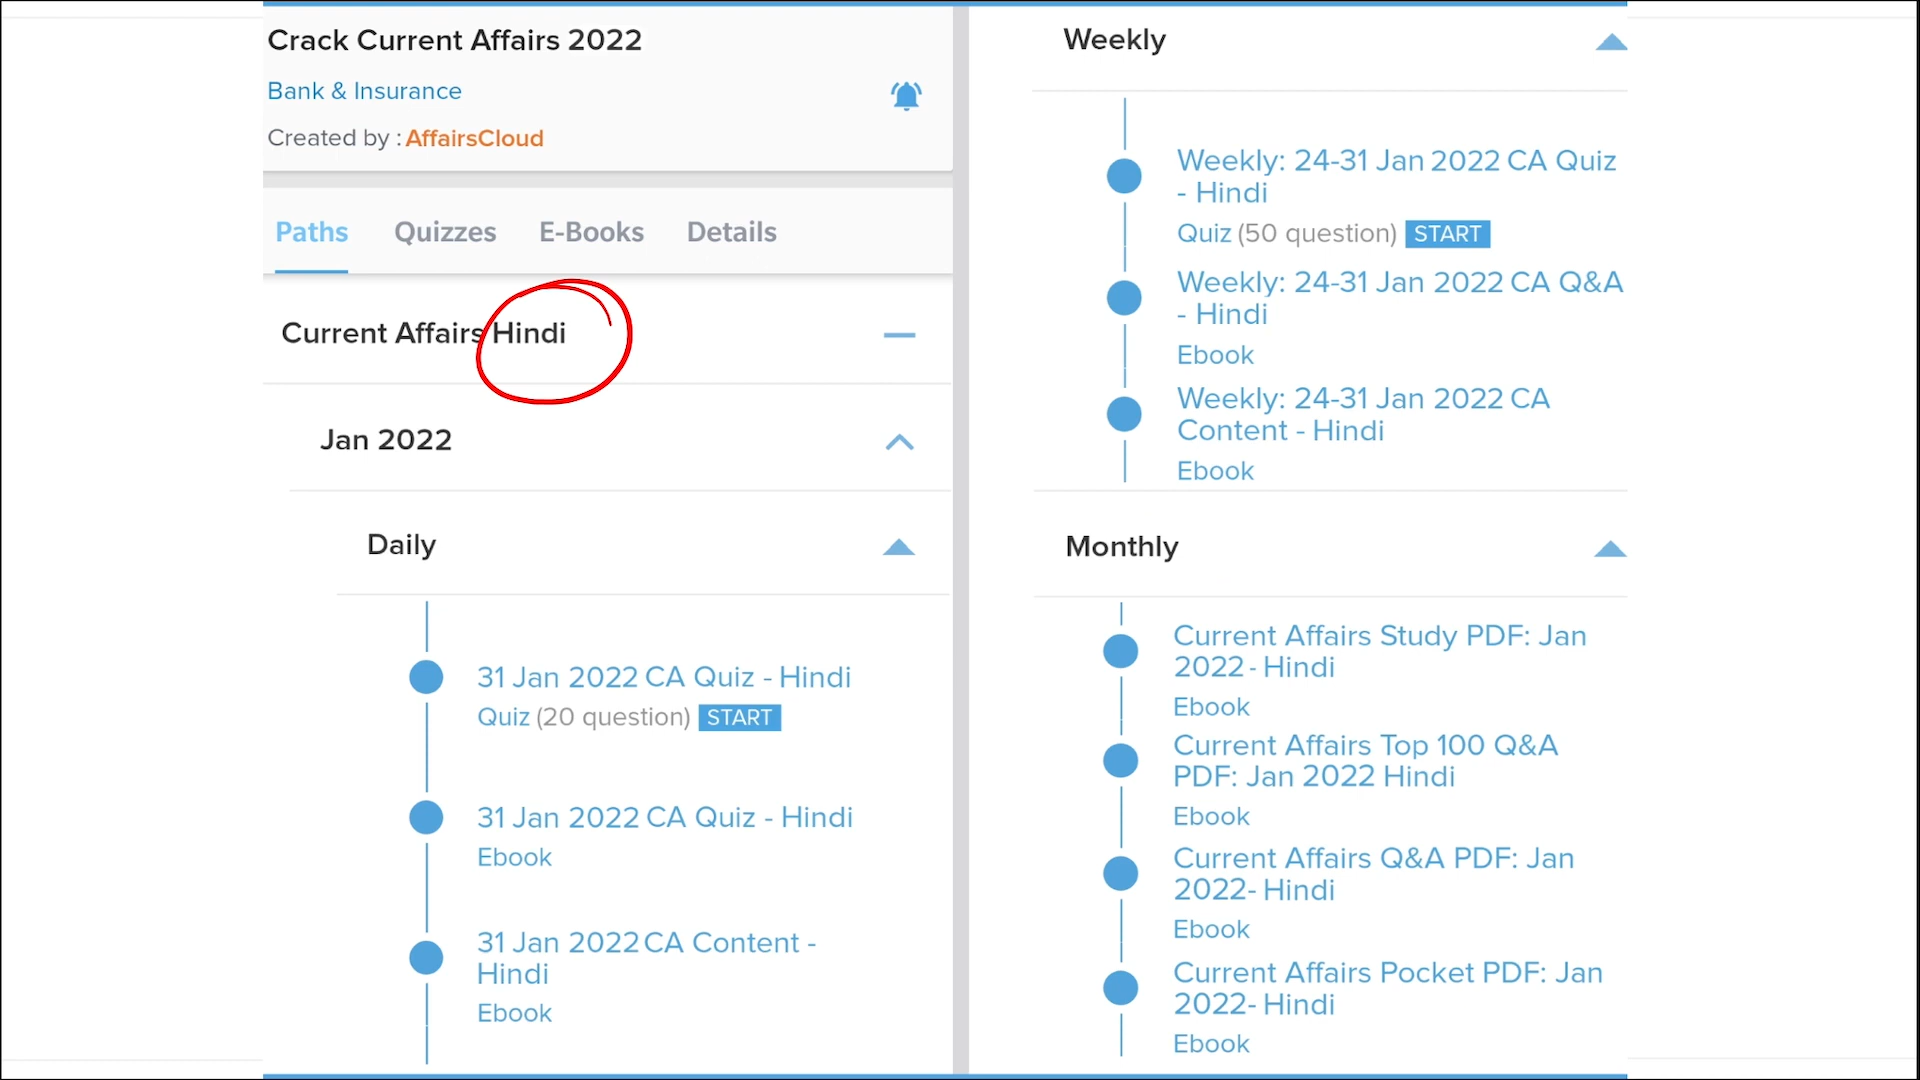 Crack Current Affairs 2022
Bank & Insurance
Created by : AffairsCloud
Paths Quizzes E-Books Details
Current Affairs Hindi
Jan 2022
Daily
31 Jan 2022 CA Quiz - Hindi
Quiz (20 question) START
31 Jan 2022 CA Quiz - Hindi
Ebook
31 Jan 2022 CA Content -
Hindi
Ebook
Weekly
Weekly: 24-31 Jan 2022 CA Quiz
- Hindi
Quiz (50 question) START
Weekly: 24-31 Jan 2022 CA Q&A
- Hindi
Ebook
Weekly: 24-31 Jan 2022 CA
Content - Hindi
Ebook
Monthly
Current Affairs Study PDF: Jan
2022 - Hindi
Ebook
Current Affairs Top 100 Q&A
PDF: Jan 2022 Hindi
Ebook
Current Affairs Q&A PDF: Jan
2022- Hindi
Ebook
Current Affairs Pocket PDF: Jan
2022- Hindi
Ebook